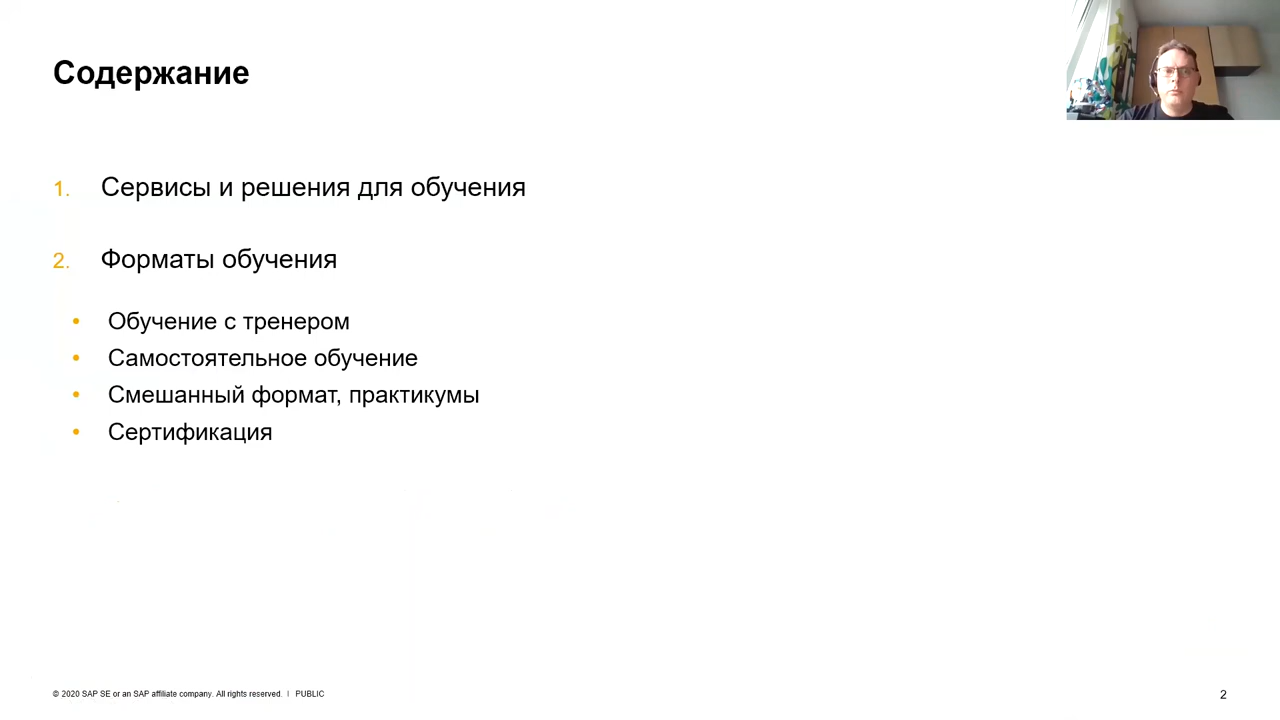 Содержание
1. Сервисы и решения для обучения
2. Форматы обучения
• Обучение с тренером
• Самостоятельное обучение
• Смешанный формат, практикумы
• Сертификация
© 2020 SAP SE or an SAP affiliate company. All rights reserved. | PUBLIC
2